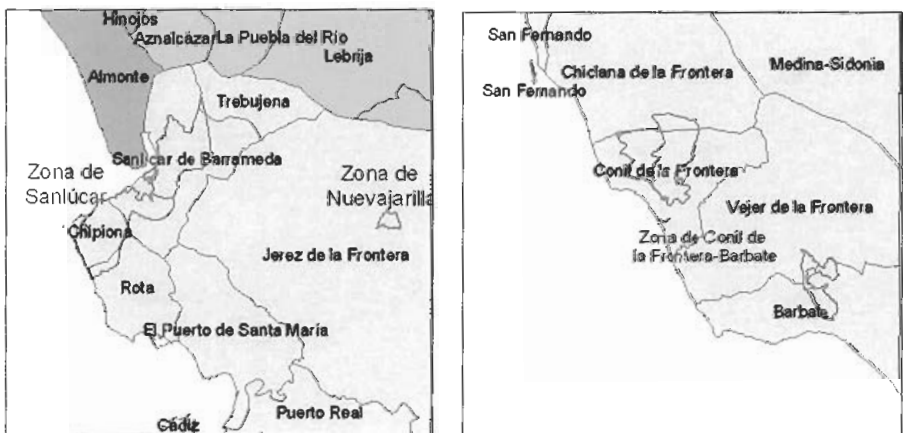 Hinojos
Aznalcázar La Puebla del Río
Lebrija
Almonte
Trebujena
Sanlúcar de Barrameda
Zona de
Sanlúcar
Zona de
Nuevajarilla
Chipiona
Jerez de la Frontera
Rota
El Puerto de Santa María
Puerto Real
Cádiz
San Fernando
Chiclana de la Frontera
Medina-Sidonia
San Fernando
Conil de la Frontera
Vejer de la Frontera
Zona de Conil de
la Frontera-Barbate
Barbate